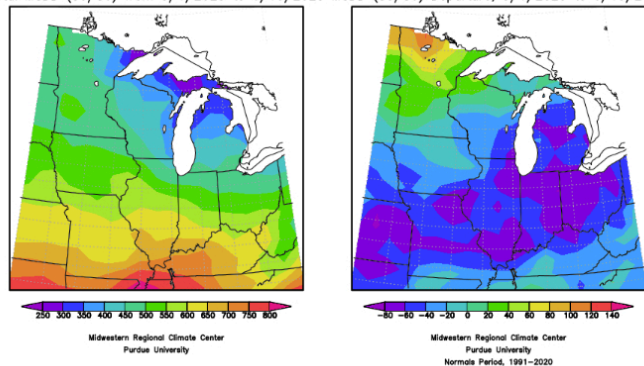 250 300 350 400 450 500 550 600 650 700 750 800
Midwestern Regional Climate Center
Purdue University
-80 -60 -40 -20 20 40 60 80 100 120 140
Midwestern Regional Climate Center
Purdue University
Normals Period, 1991-2020